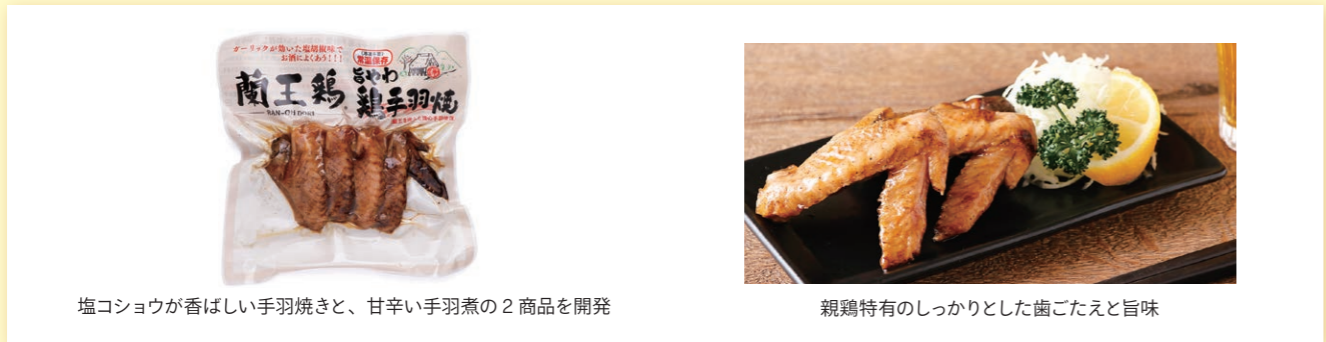 ガーリックが効いた塩胡椒味で
お酒によくあう!!!
常温保存
蘭王鶏
RAN-OH DORI
旨やわ
鶏手羽焼
塩コショウが香ばしい手羽焼きと、甘辛い手羽煮の2商品を開発
親鶏特有のしっかりとした歯ごたえと旨味